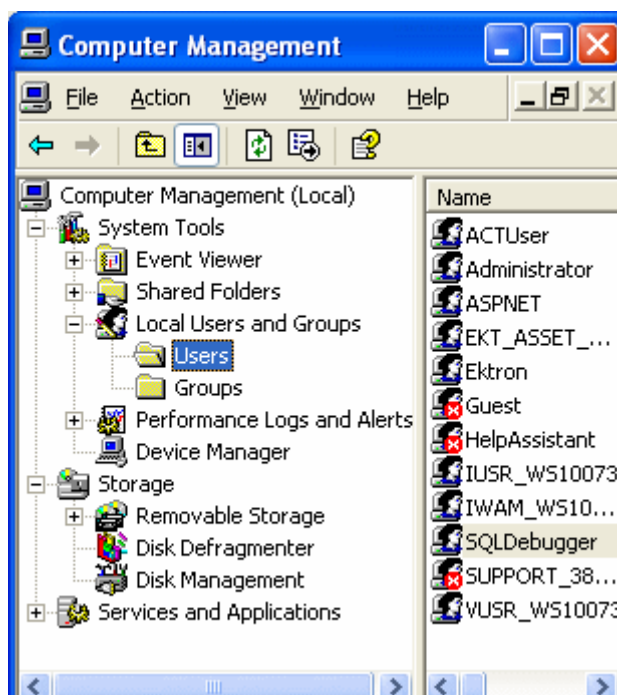 Computer Management
File Action View Window Help
Computer Management (Local)
System Tools
Event Viewer
Shared Folders
Local Users and Groups
Users
Groups
Performance Logs and Alerts
Device Manager
Storage
Removable Storage
Disk Defragmenter
Disk Management
Services and Applications
Name
ACTUser
Administrator
ASPNET
EKT_ASSET_...
Ektron
Guest
HelpAssistant
IUSR_WS10073
IWAM_WS10...
SQLDebugger
SUPPORT_38...
VUSR_WS10073